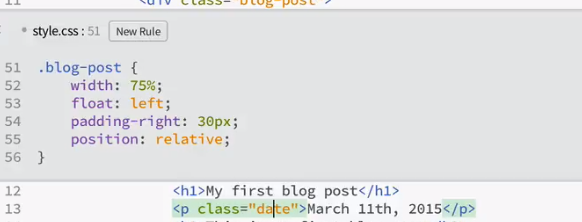 11 <div class="blog-post">
style.css : 51 New Rule
51 .blog-post {
52 width: 75%;
53 float: left;
54 padding-right: 30px;
55 position: relative;
56 }
12 <h1>My first blog post</h1>
13 <p class="date">March 11th, 2015</p>